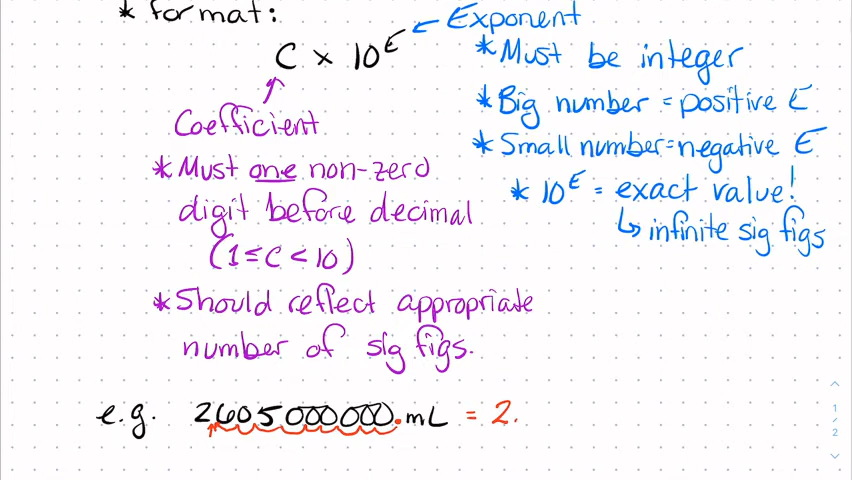 * format:
C × 10^E
← Exponent
* Must be integer
* Big number = positive E
* Small number = negative E
* 10^E = exact value!
↳ infinite sig figs
Coefficient
* Must one non-zero
digit before decimal
(1 ≤ C < 10)
* Should reflect appropriate
number of sig figs.
e.g. 2605000000.mL = 2.
1
/
2